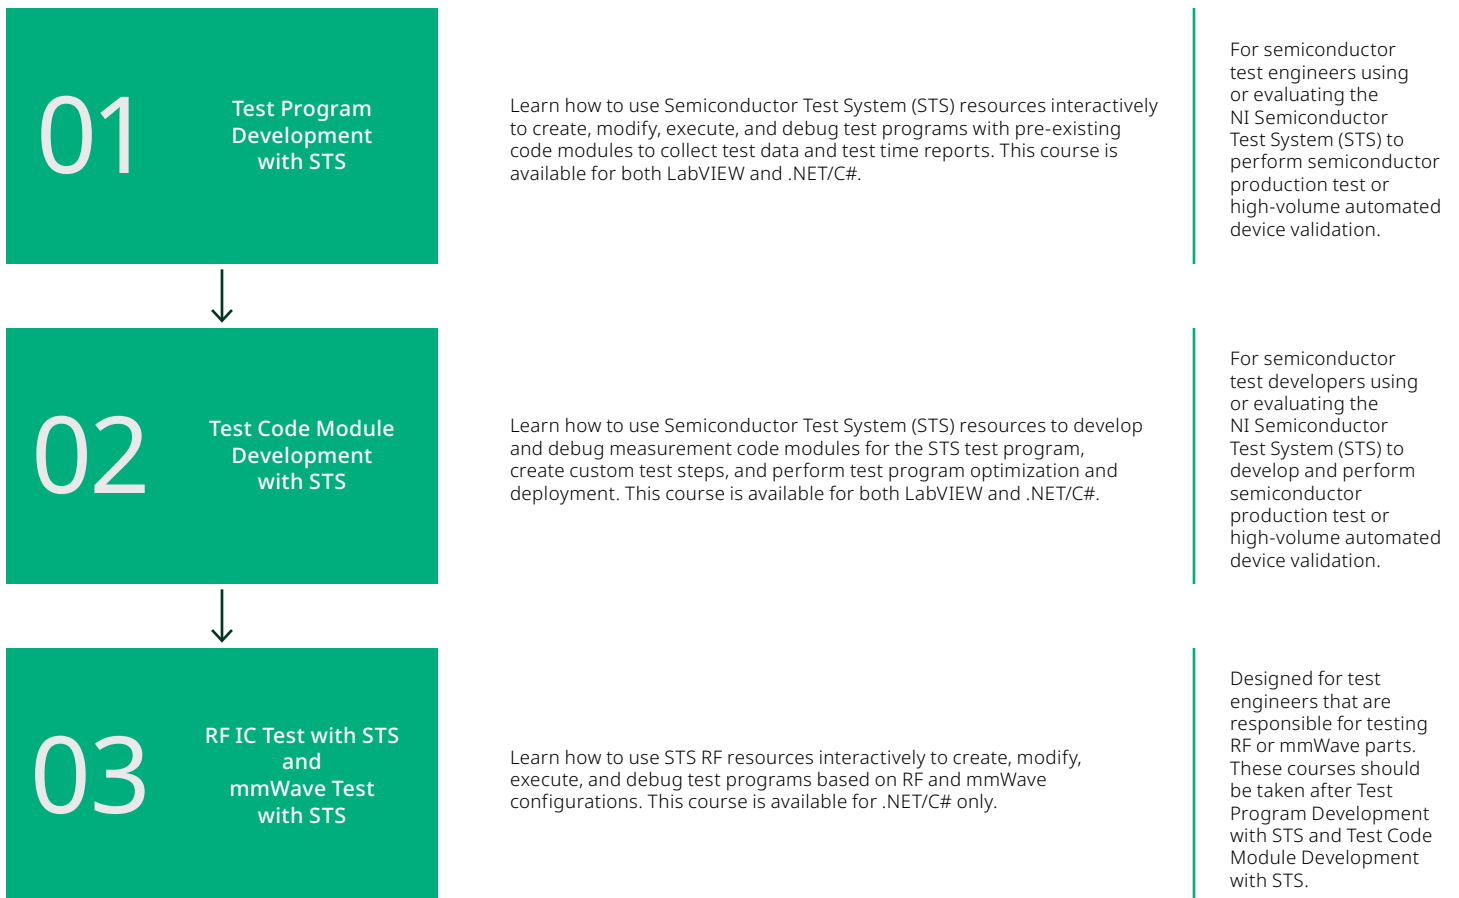 01
Test Program
Development
with STS
Learn how to use Semiconductor Test System (STS) resources interactively
to create, modify, execute, and debug test programs with pre-existing
code modules to collect test data and test time reports. This course is
available for both LabVIEW and .NET/C#.
For semiconductor
test engineers using
or evaluating the
NI Semiconductor
Test System (STS) to
perform semiconductor
production test or
high-volume automated
device validation.
02
Test Code Module
Development
with STS
Learn how to use Semiconductor Test System (STS) resources to develop
and debug measurement code modules for the STS test program,
create custom test steps, and perform test program optimization and
deployment. This course is available for both LabVIEW and .NET/C#.
For semiconductor
test developers using
or evaluating the
NI Semiconductor
Test System (STS) to
develop and perform
semiconductor
production test or
high-volume automated
device validation.
03
RF IC Test with STS
and
mmWave Test
with STS
Learn how to use STS RF resources interactively to create, modify,
execute, and debug test programs based on RF and mmWave
configurations. This course is available for .NET/C# only.
Designed for test
engineers that are
responsible for testing
RF or mmWave parts.
These courses should
be taken after Test
Program Development
with STS and Test Code
Module Development
with STS.